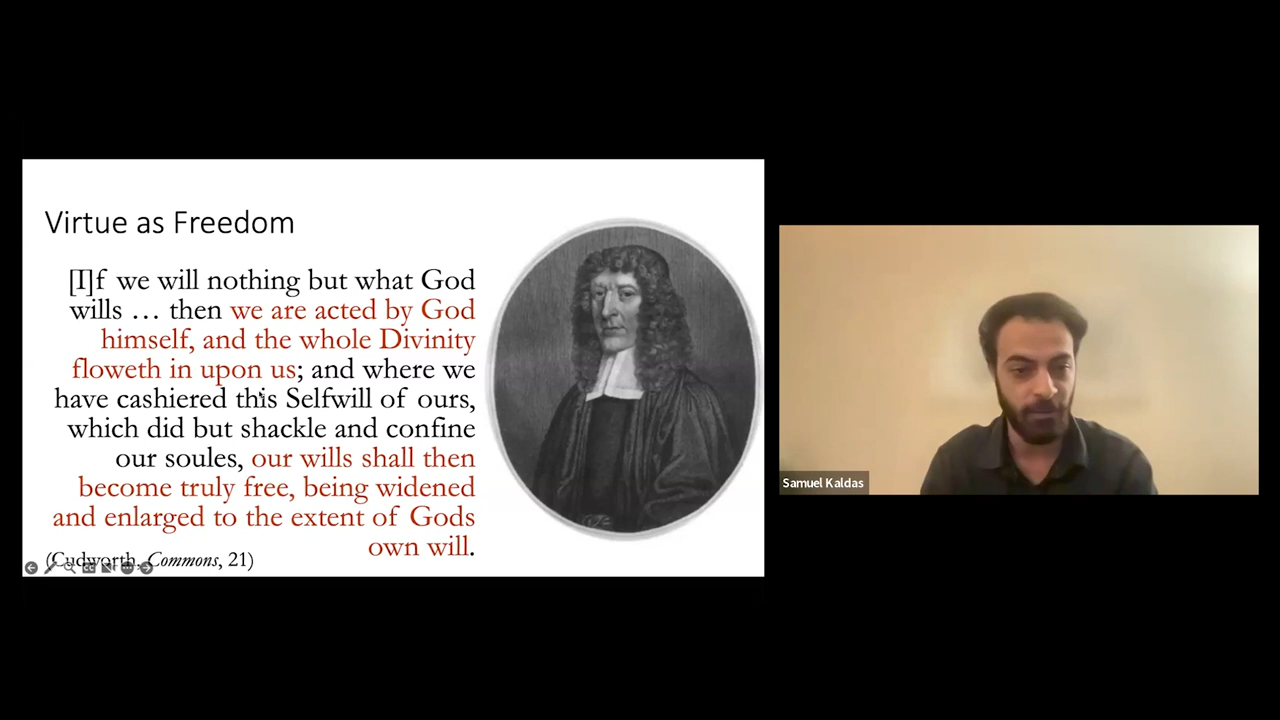 Virtue as Freedom
[I]f we will nothing but what God
wills … then we are acted by God
himself, and the whole Divinity
floweth in upon us; and where we
have cashiered this Selfwill of ours,
which did but shackle and confine
our soules, our wills shall then
become truly free, being widened
and enlarged to the extent of Gods
own will.
(Cudworth, Commons, 21)
Samuel Kaldas